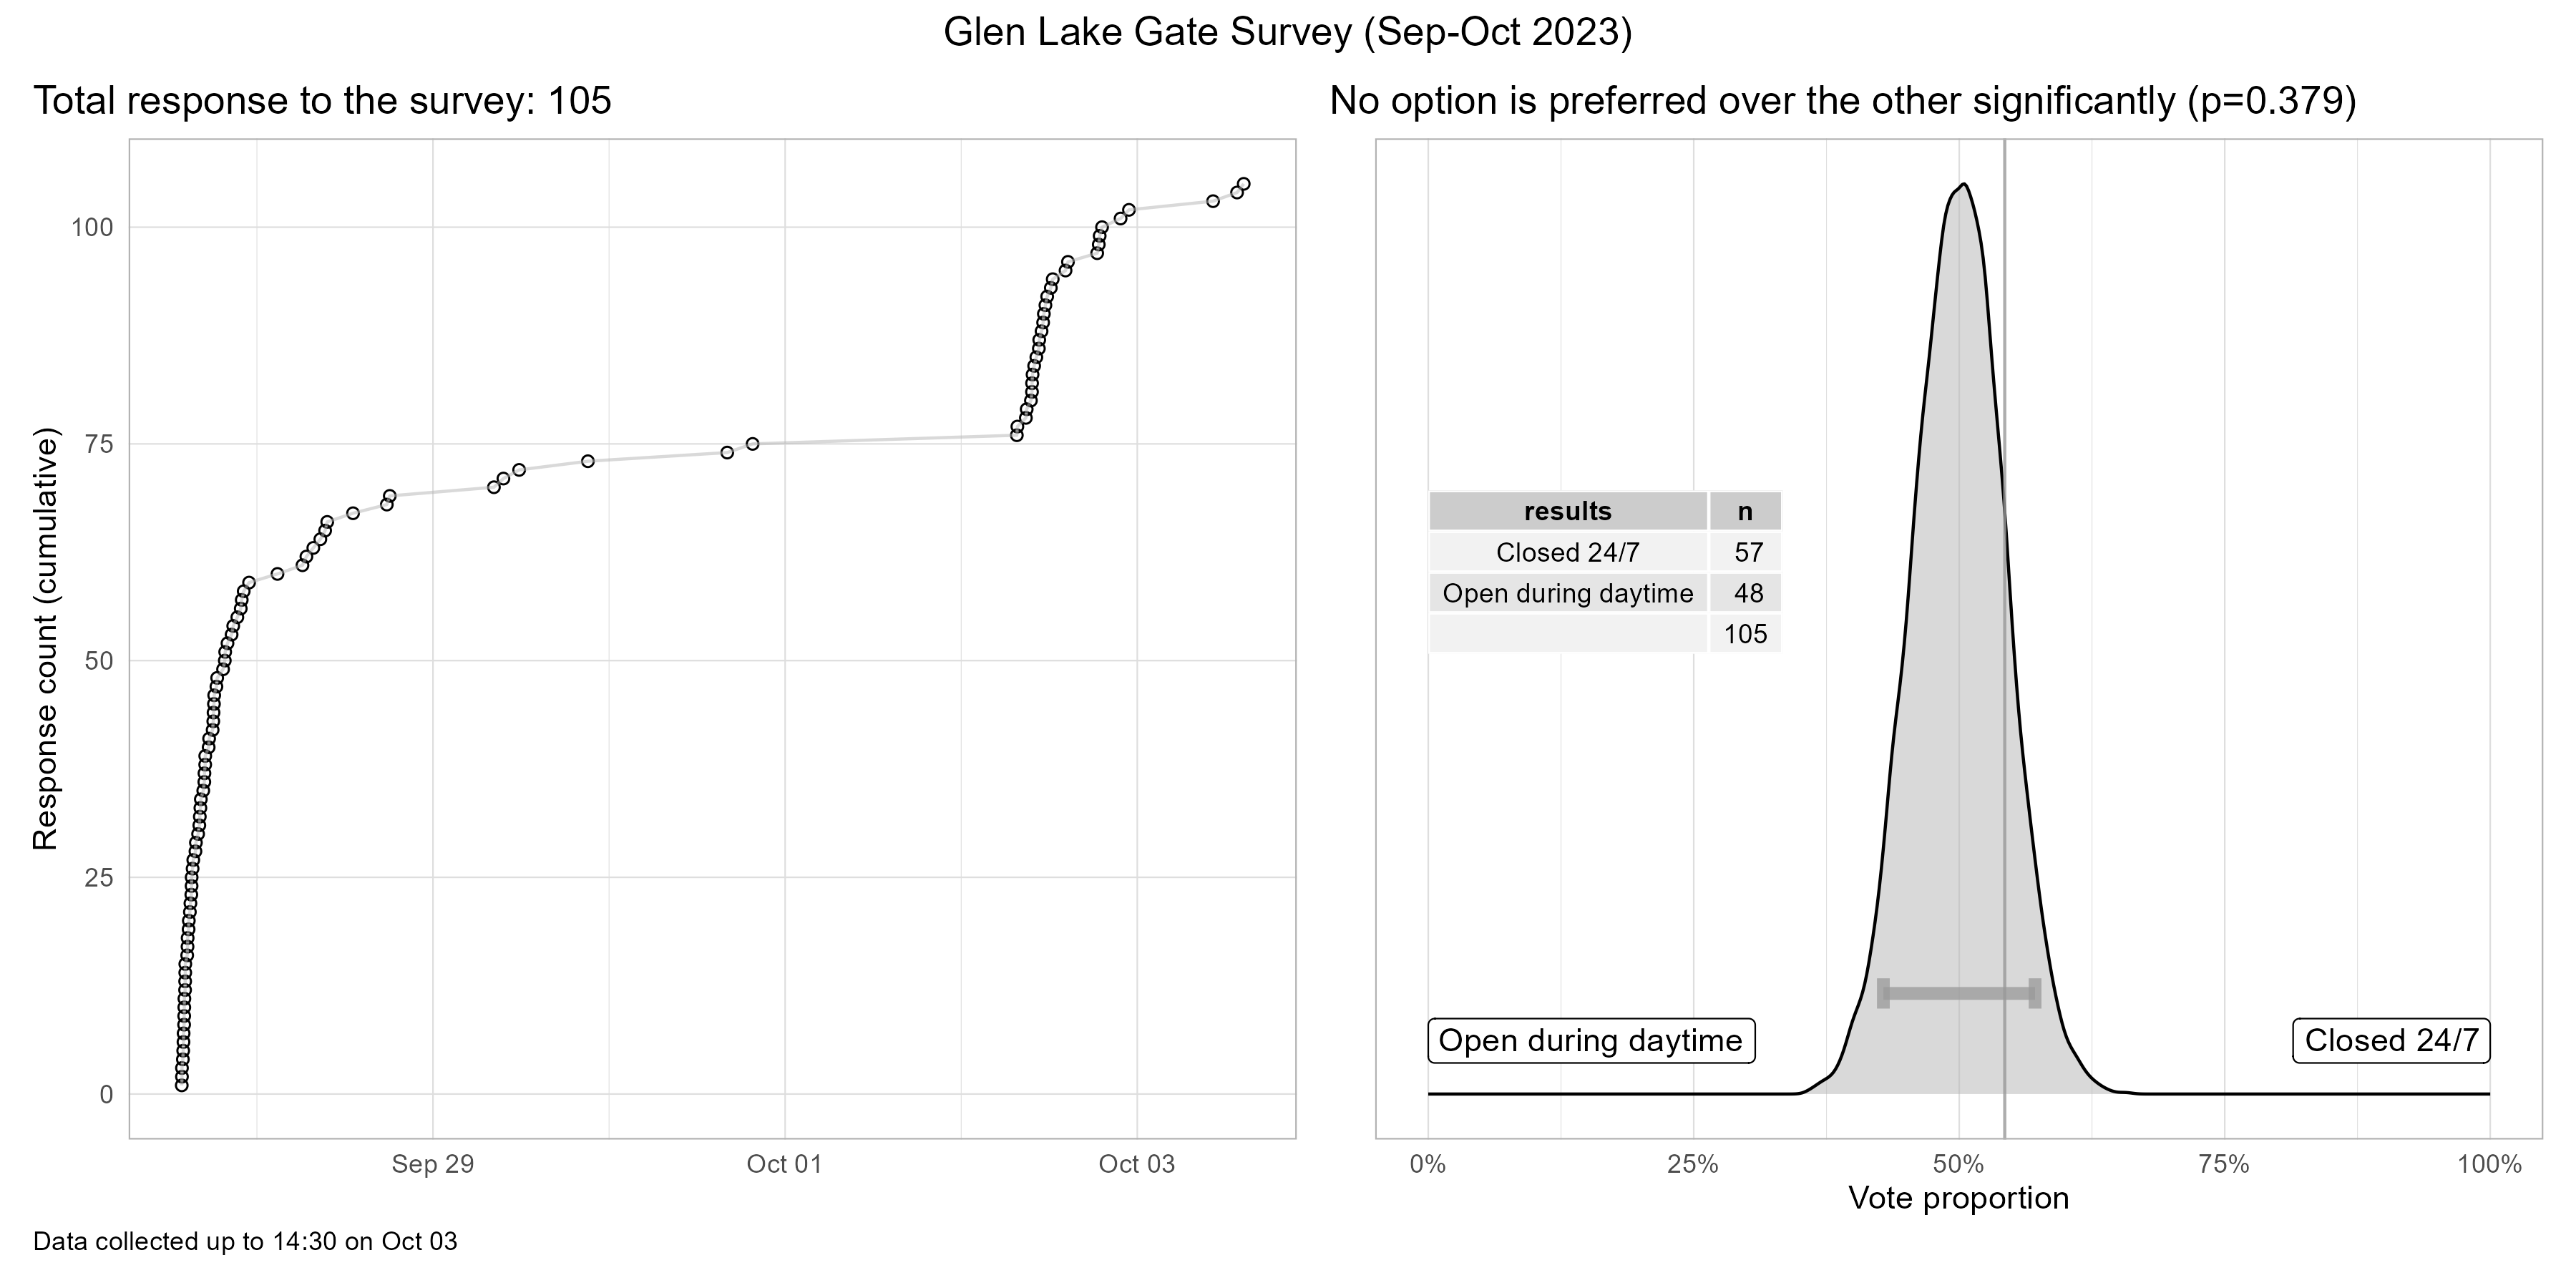 Glen Lake Gate Survey (Sep-Oct 2023)
Total response to the survey: 105
Response count (cumulative)
100
75
50
25
0
Sep 29 Oct 01 Oct 03
No option is preferred over the other significantly (p=0.379)
results n
Closed 24/7 57
Open during daytime 48
105
Open during daytime Closed 24/7
0% 25% 50% 75% 100%
Vote proportion
Data collected up to 14:30 on Oct 03